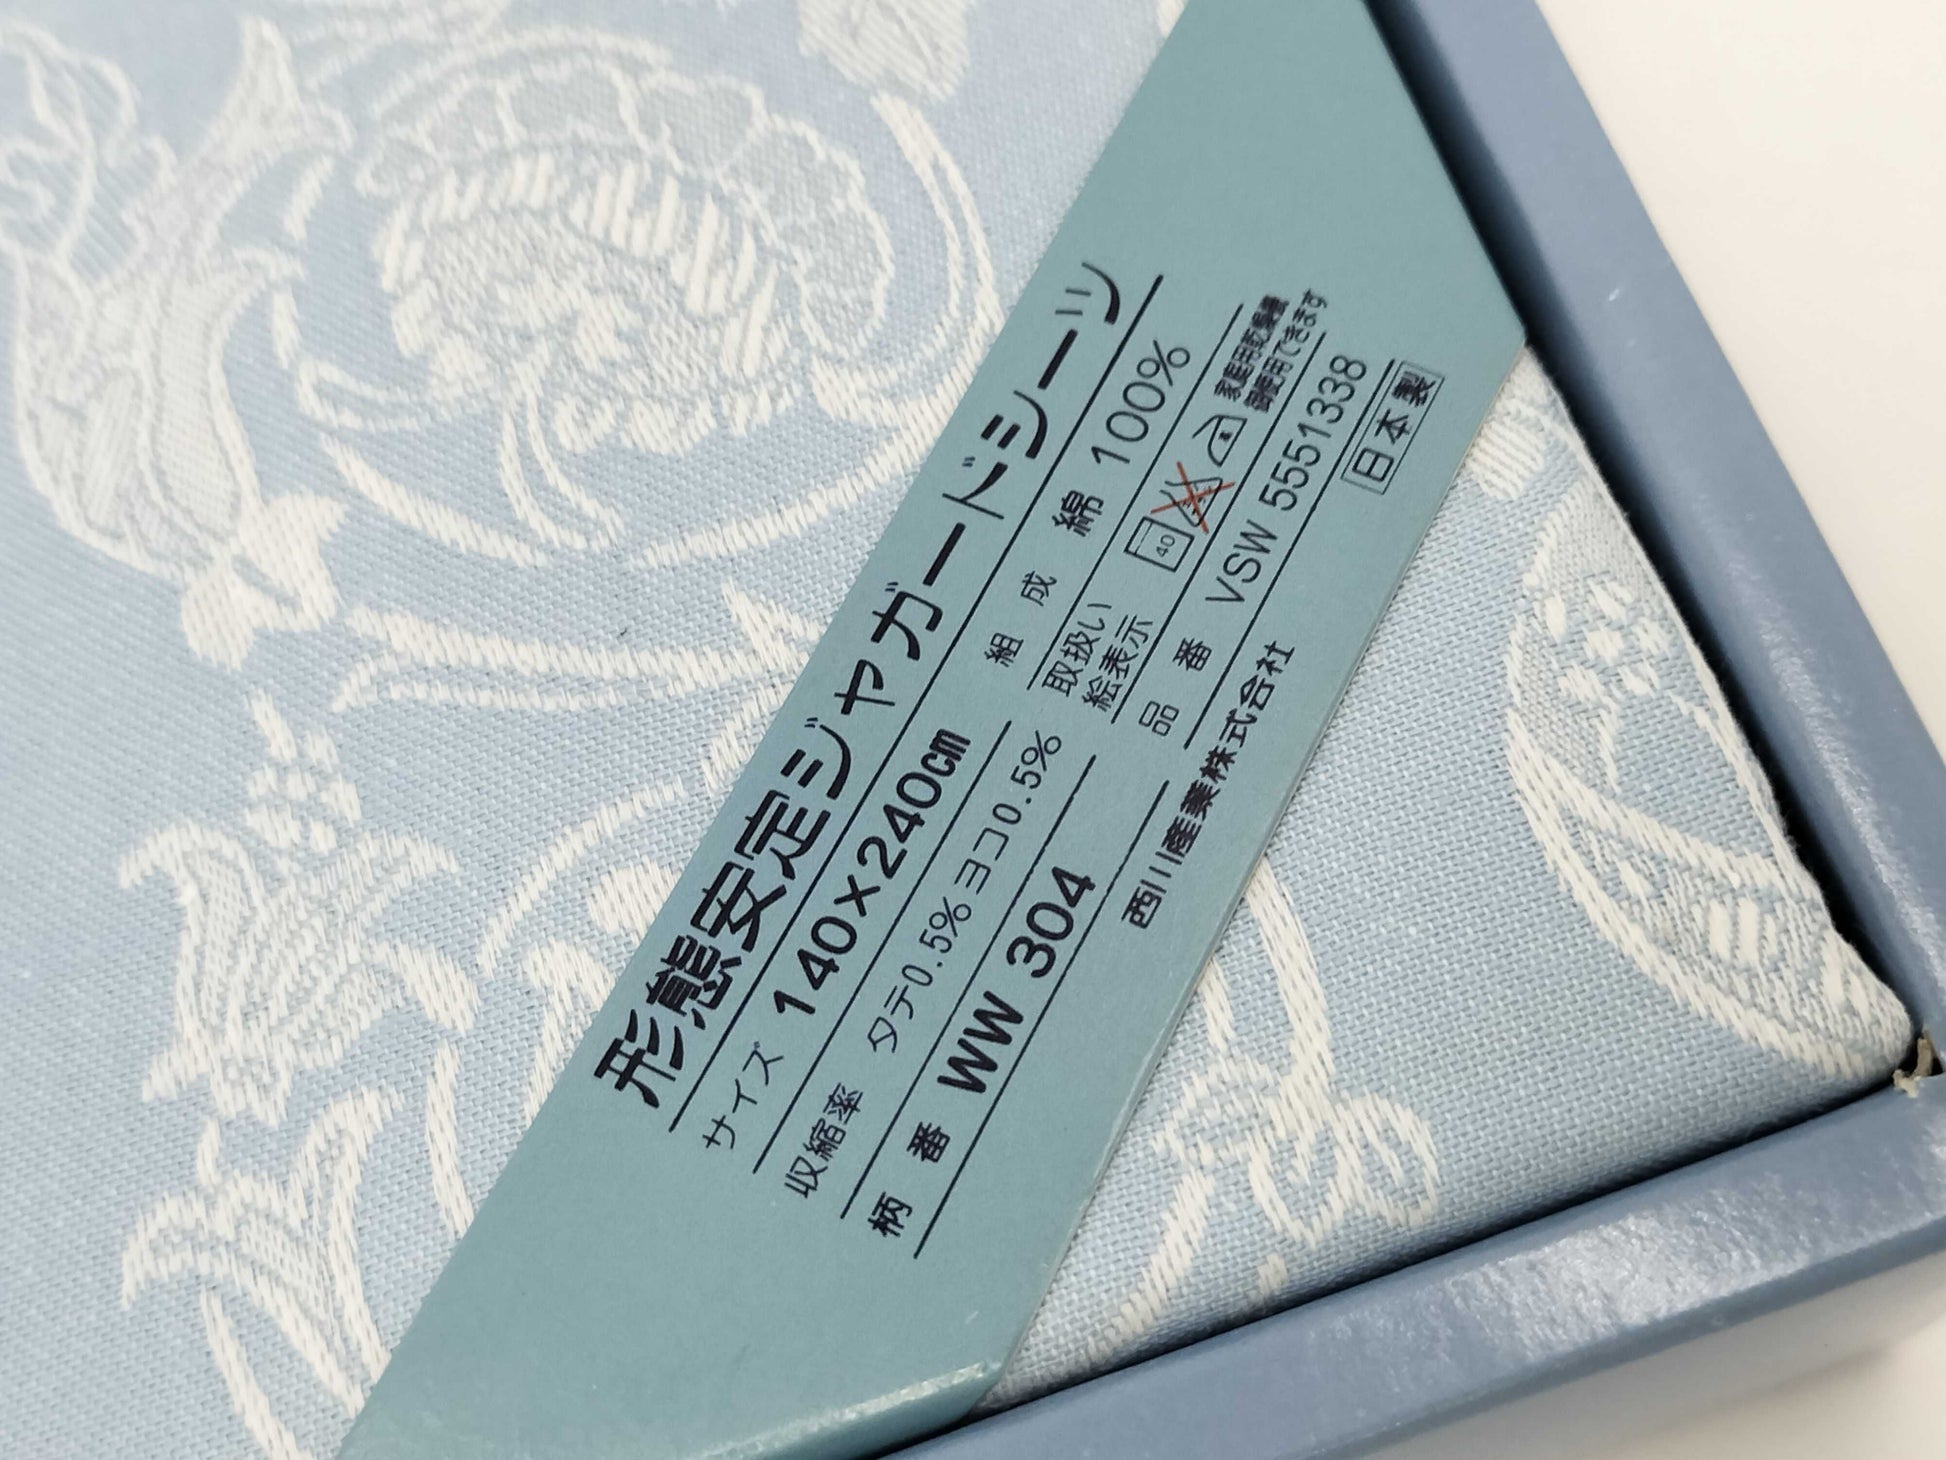 形態安定ジャガードシーツ
サイズ 140×240㎝
収縮率 タテ0.5%ヨコ0.5%
柄番 WW 304
組成 綿 100%
取扱い
絵表示
40
家庭用乾燥機
御使用できます
品番 VSW 5551338
西川産業株式会社
日本製